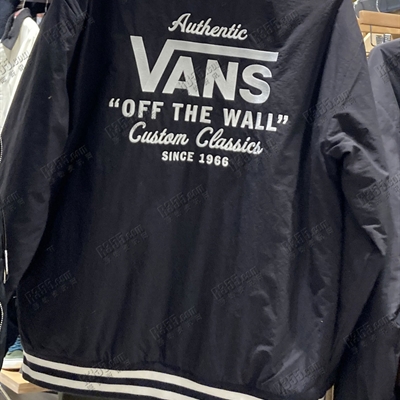 Authentic
VANS
"OFF THE WALL"
Custom Classics
SINCE 1966